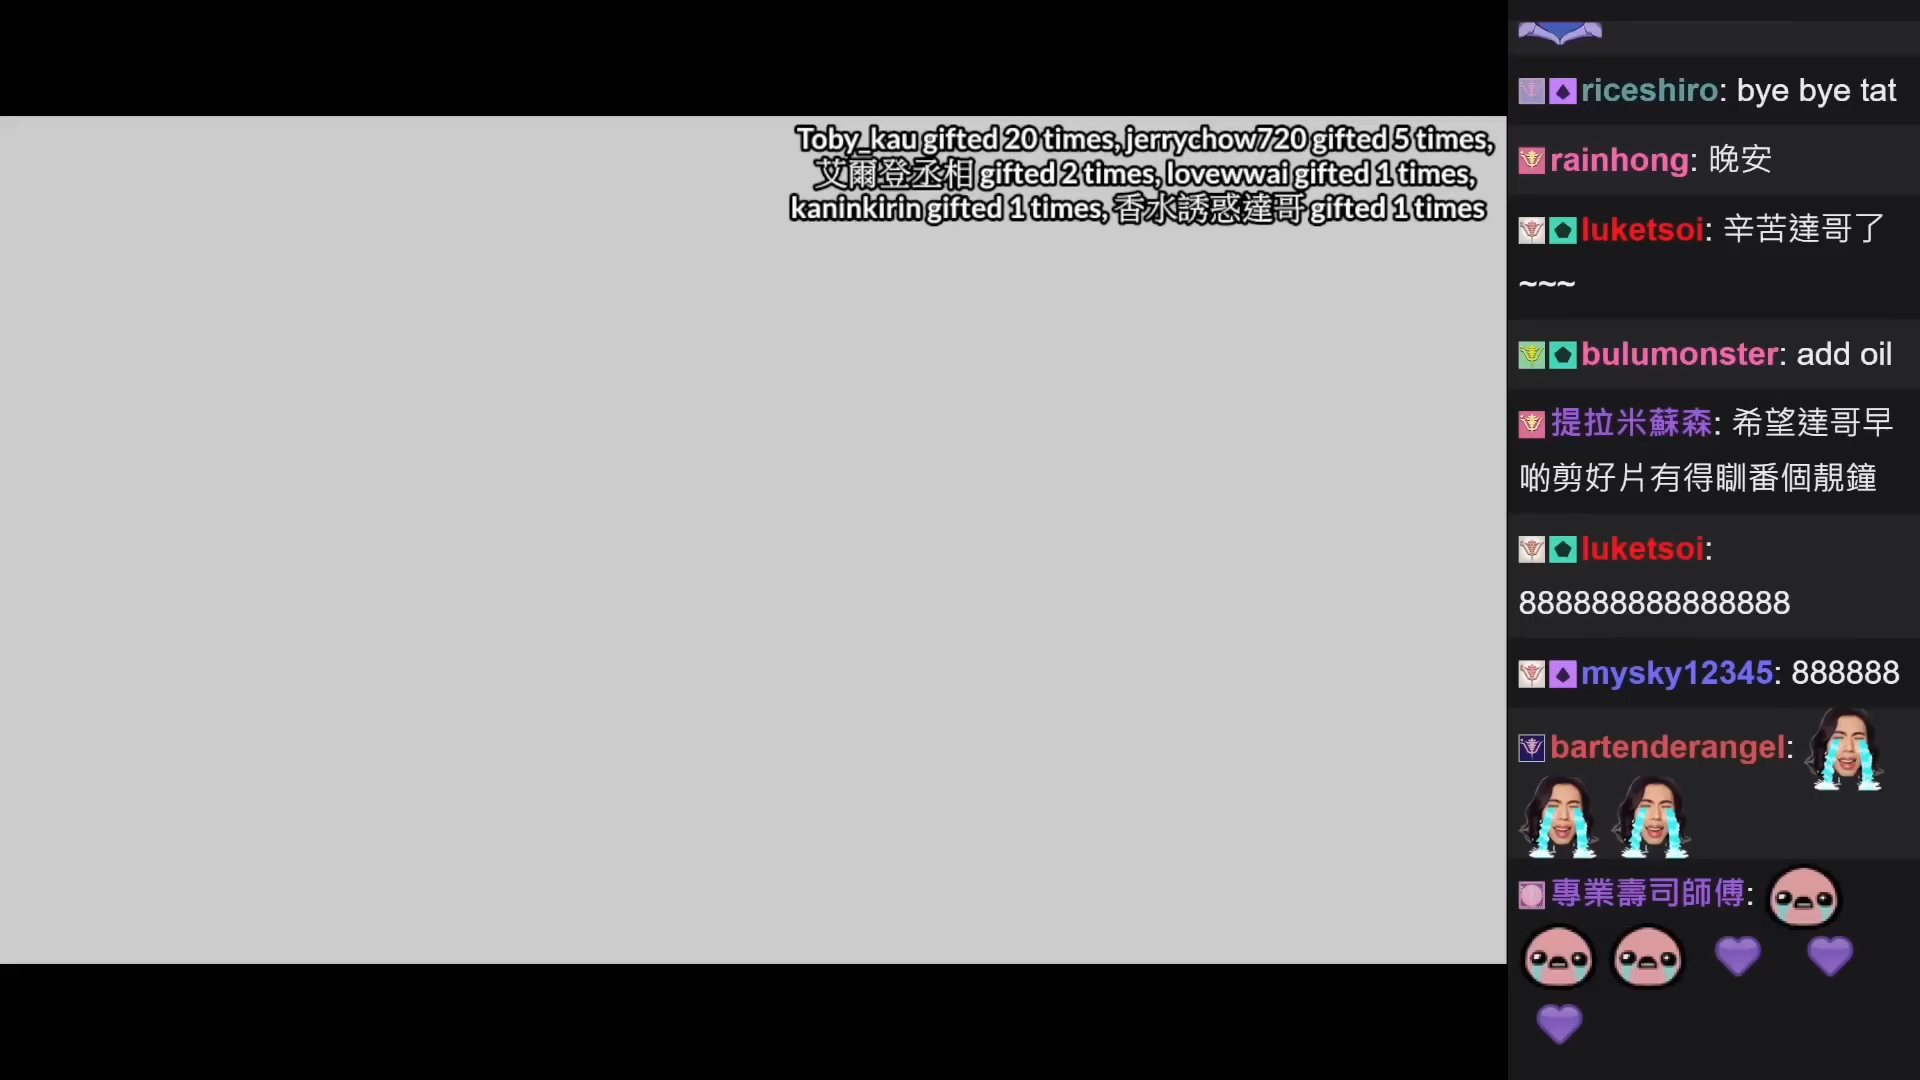 Toby_kau gifted 20 times, jerrychow720 gifted 5 times,
艾爾登丞相 gifted 2 times, lovewwai gifted 1 times,
kaninkirin gifted 1 times, 香水誘惑達哥 gifted 1 times
riceshiro: bye bye tat
rainhong: 晚安
luketsoi: 辛苦達哥了
~~~
bulumonster: add oil
提拉米蘇森: 希望達哥早
啲剪好片有得瞓番個靚鐘
luketsoi:
888888888888888
mysky12345: 888888
bartenderangel:
專業壽司師傅: